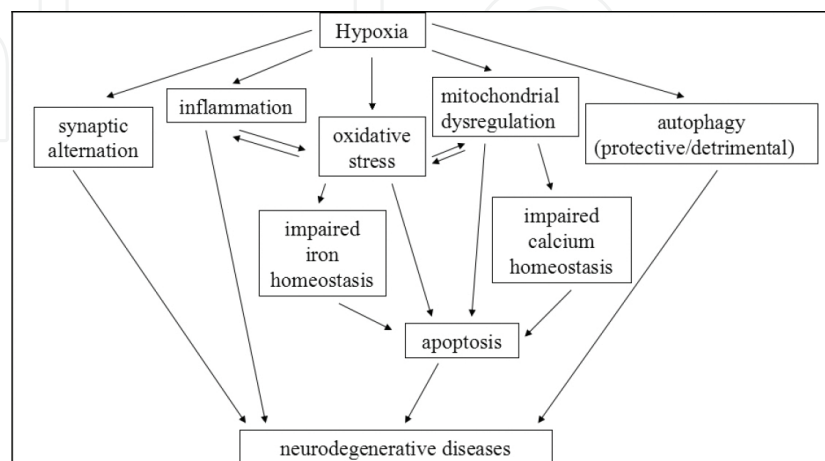 Hypoxia
synaptic
alternation
inflammation
oxidative
stress
mitochondrial
dysregulation
autophagy
(protective/detrimental)
impaired
iron
homeostasis
impaired
calcium
homeostasis
apoptosis
neurodegenerative diseases